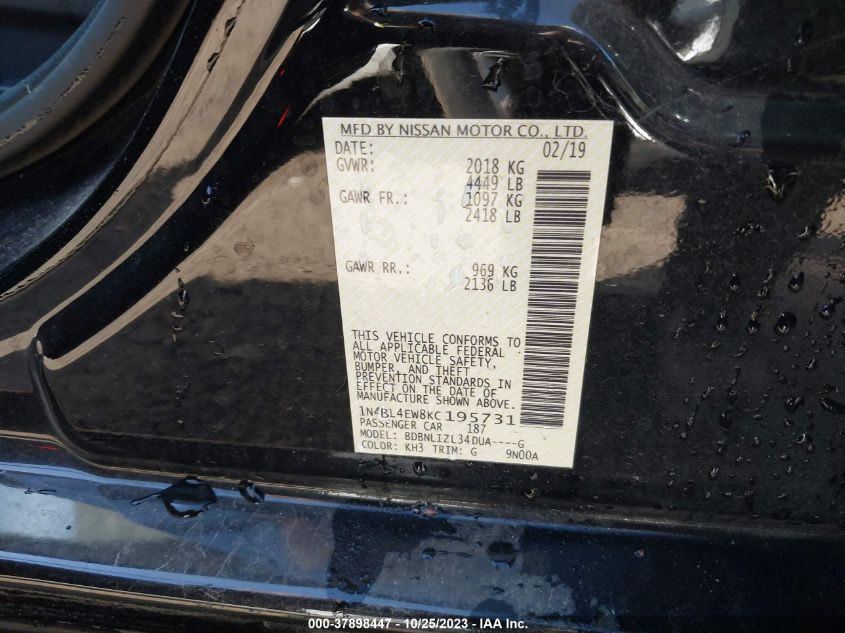 MFD BY NISSAN MOTOR CO., LTD.
DATE: 02/19
GVWR: 2018 KG
4449 LB
GAWR FR.: 1097 KG
2418 LB
GAWR RR.: 969 KG
2136 LB
THIS VEHICLE CONFORMS TO
ALL APPLICABLE FEDERAL
MOTOR VEHICLE SAFETY,
BUMPER, AND THEFT
PREVENTION STANDARDS IN
EFFECT ON THE DATE OF
MANUFACTURE SHOWN ABOVE.
1N4BL4EW8KC195731
PASSENGER CAR 187
MODEL: BDBNLIZL34DUA----G
COLOR: KH3 TRIM: G 9N00A
000-37898447 - 10/25/2023 - IAA Inc.